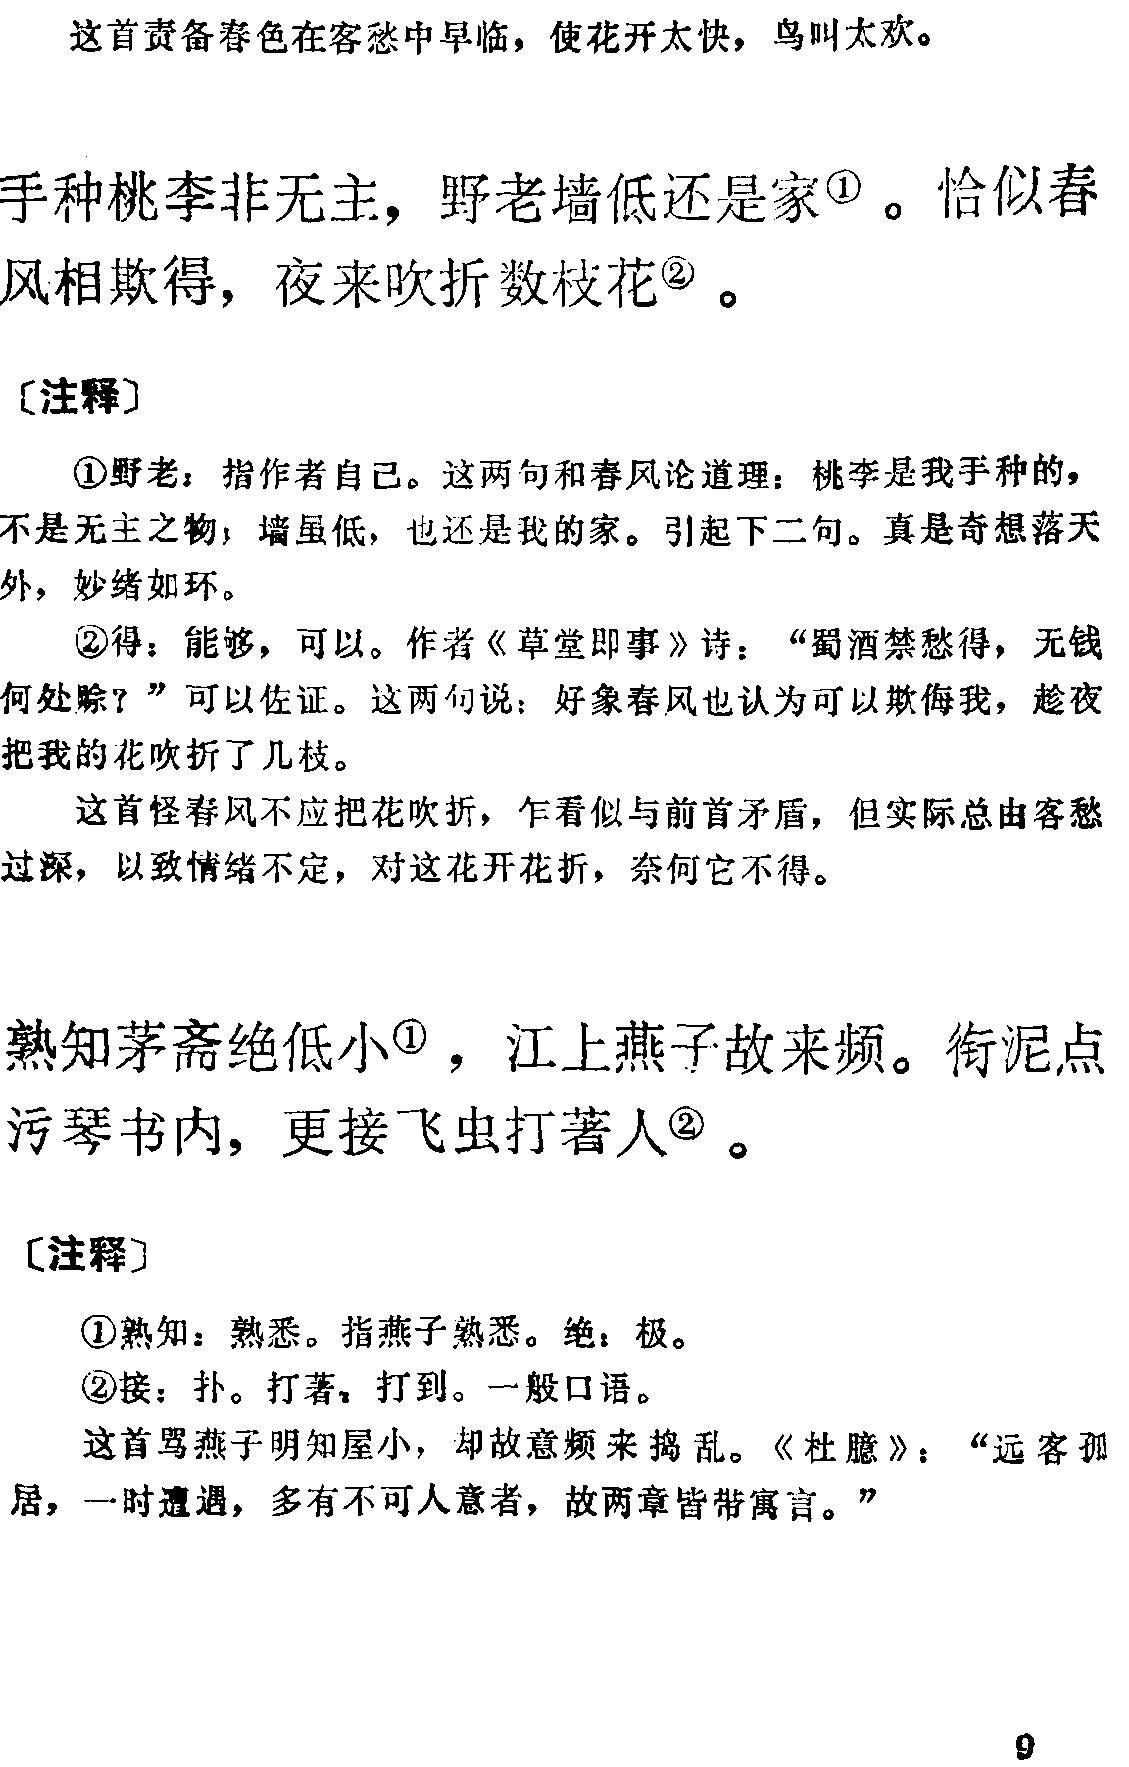 这首责备春色在客愁中早临，使花开太快，鸟叫太欢。
手种桃李非无主，野老墙低还是家①。恰似春
风相欺得，夜来吹折数枝花②。
〔注释〕
①野老：指作者自己。这两句和春风论道理：桃李是我手种的，
不是无主之物；墙虽低，也还是我的家。引起下二句。真是奇想落天
外，妙绪如环。
②得：能够，可以。作者《草堂即事》诗：“蜀酒禁愁得，无钱
何处赊？”可以佐证。这两句说：好象春风也认为可以欺侮我，趁夜
把我的花吹折了几枝。
这首怪春风不应把花吹折，乍看似与前首矛盾，但实际总由客愁
过深，以致情绪不定，对这花开花折，奈何它不得。
熟知茅斋绝低小①，江上燕子故来频。衔泥点
污琴书内，更接飞虫打著人②。
〔注释〕
①熟知：熟悉。指燕子熟悉。绝：极。
②接：扑。打著：打到。一般口语。
这首骂燕子明知屋小，却故意频来捣乱。《杜臆》：“远客孤
居，一时遭遇，多有不可人意者，故两章皆带寓言。”
9